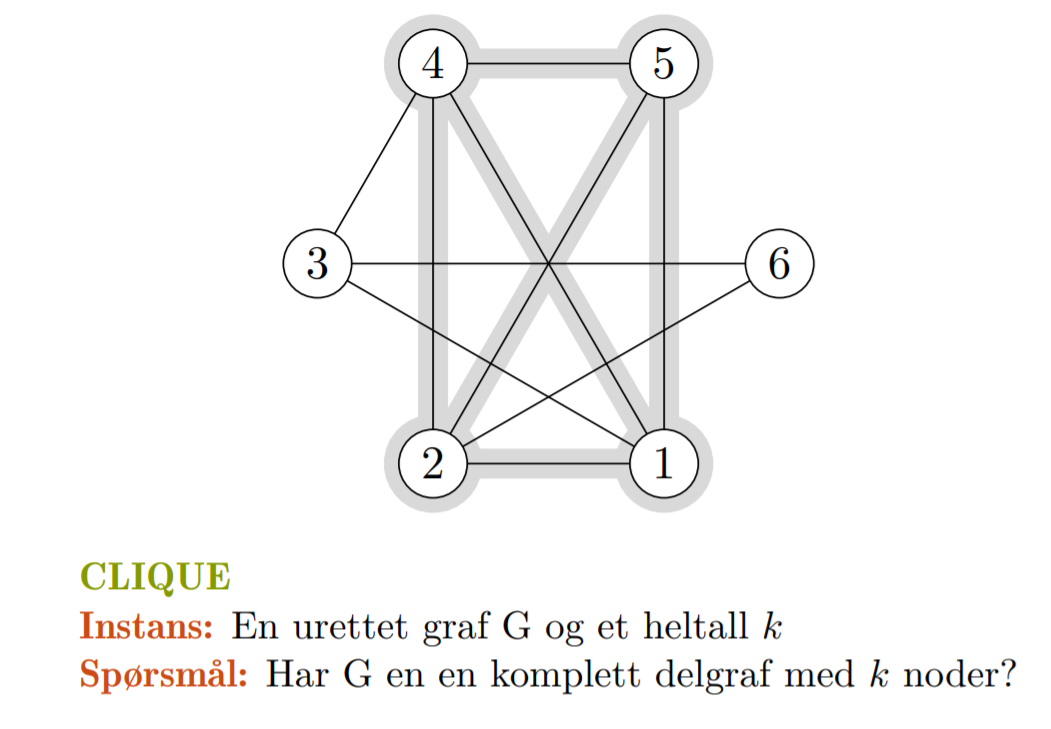 4 5
3 6
2 1
CLIQUE
Instans: En urettet graf G og et heltall k
Spørsmål: Har G en en komplett delgraf med k noder?